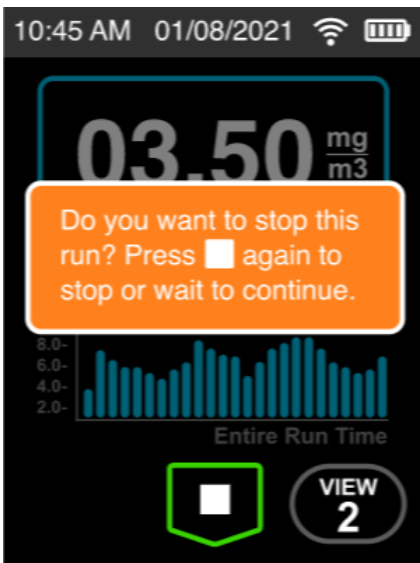 10:45 AM 01/08/2021
03.50 mg
m3
Do you want to stop this
run? Press again to
stop or wait to continue.
8.0-
6.0-
4.0-
2.0-
Entire Run Time
VIEW
2